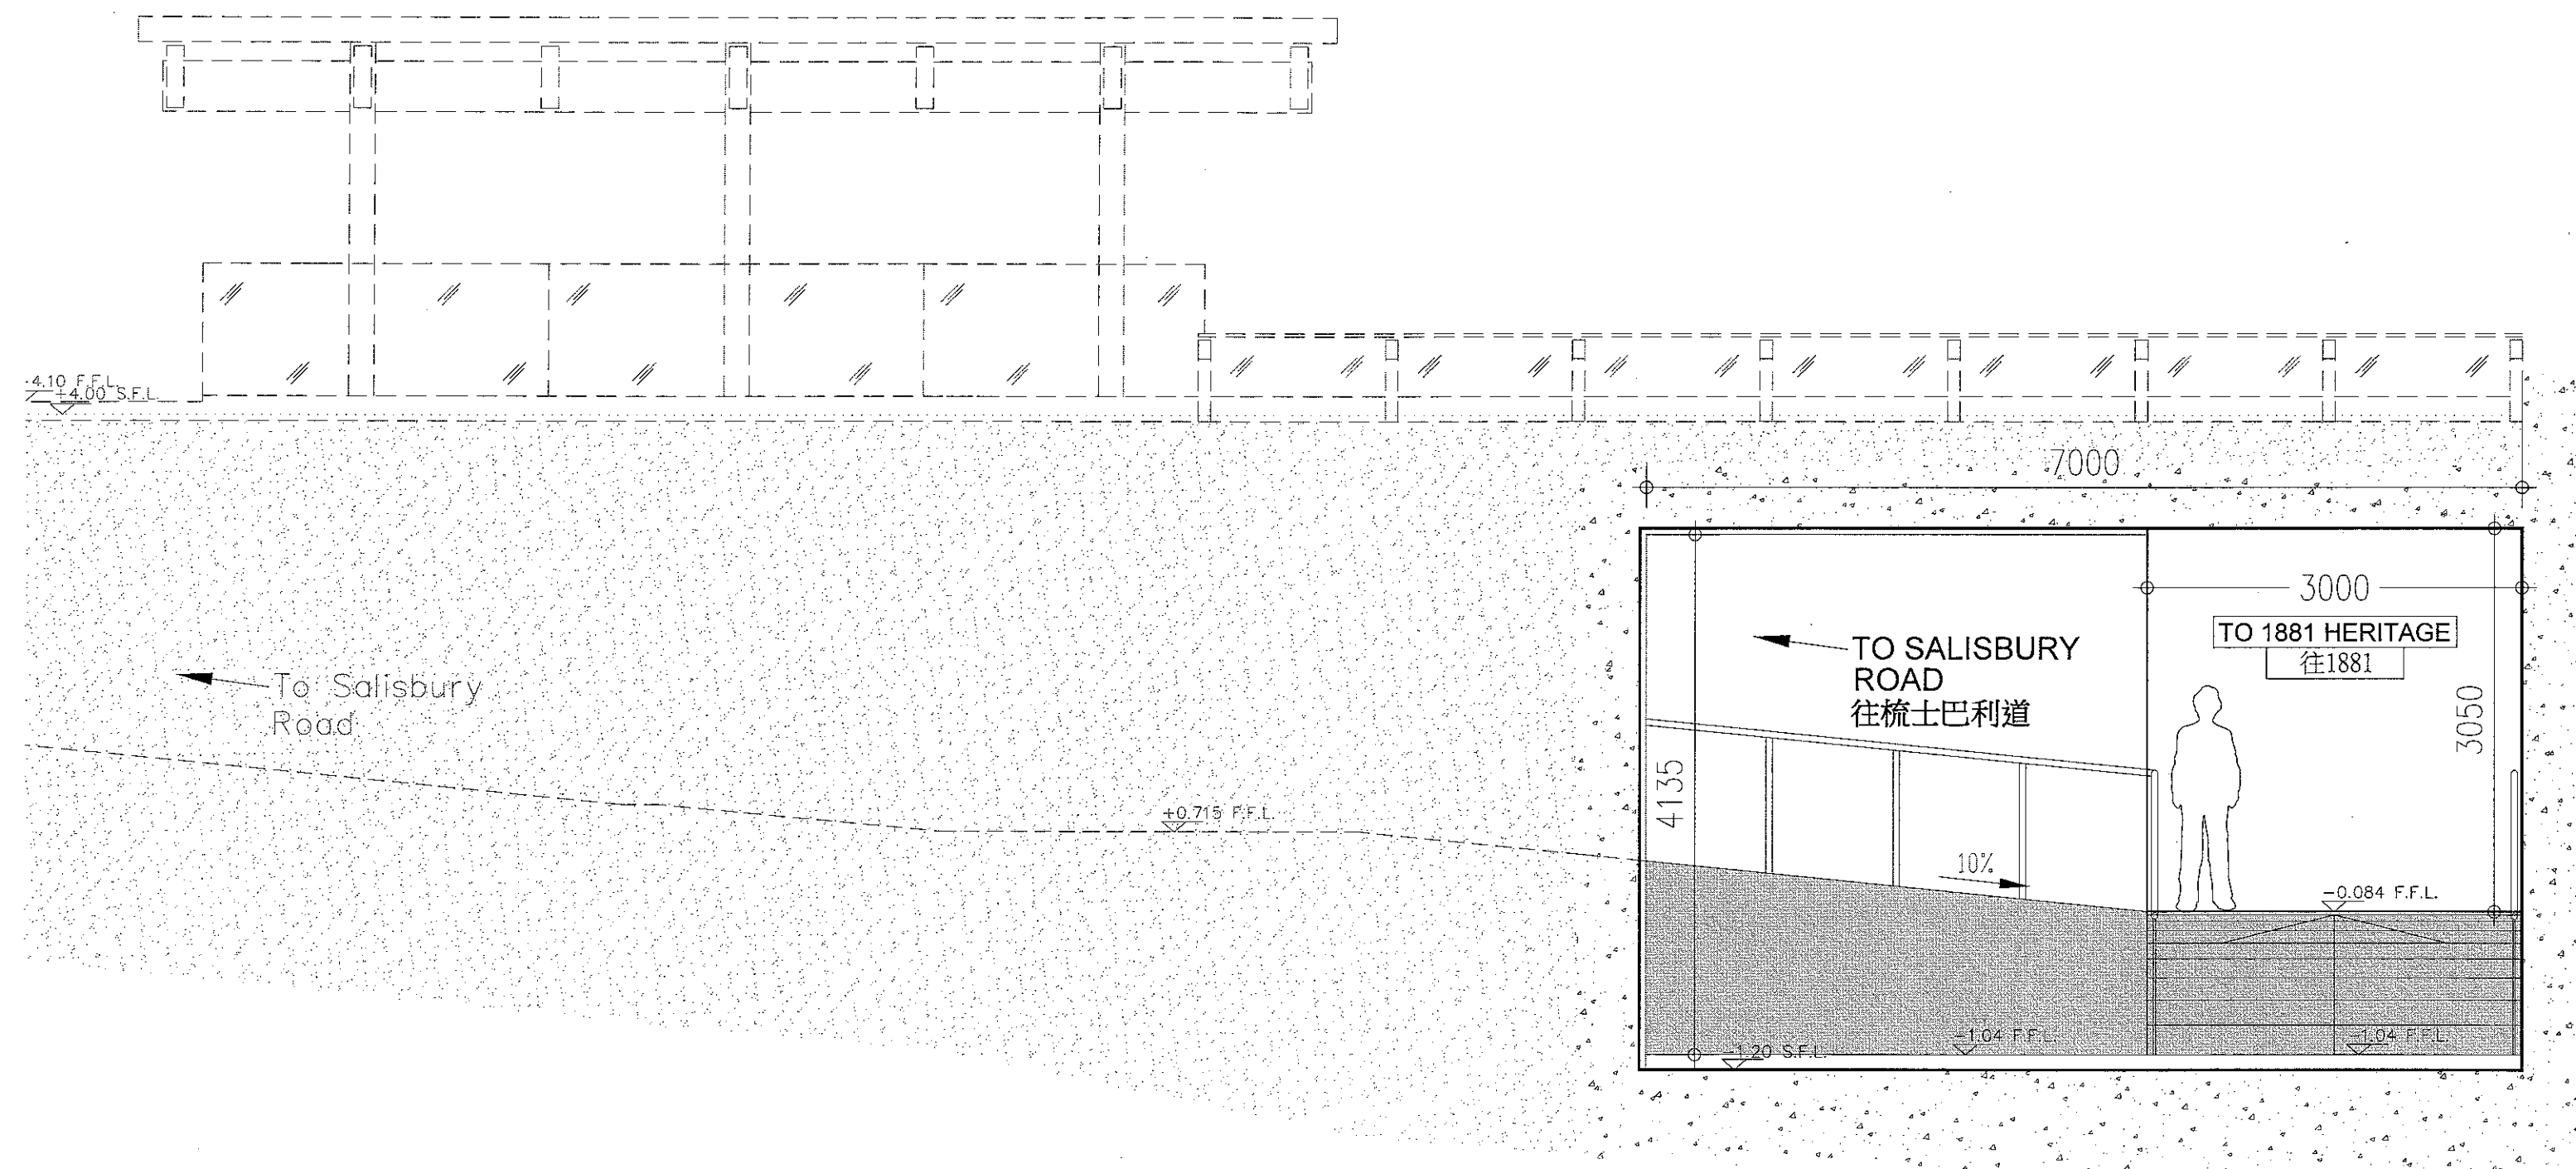 -4.10 F.F.L.
+4.00 S.F.L.
7000
3000
TO 1881 HERITAGE
往1881
TO SALISBURY
ROAD
往梳士巴利道
To Salisbury
Road
3050
4135
+0.715 F.F.L.
10%
-0.084 F.F.L.
-1.04 F.F.L.
-1.04 F.F.L.
-1.20 S.F.L.